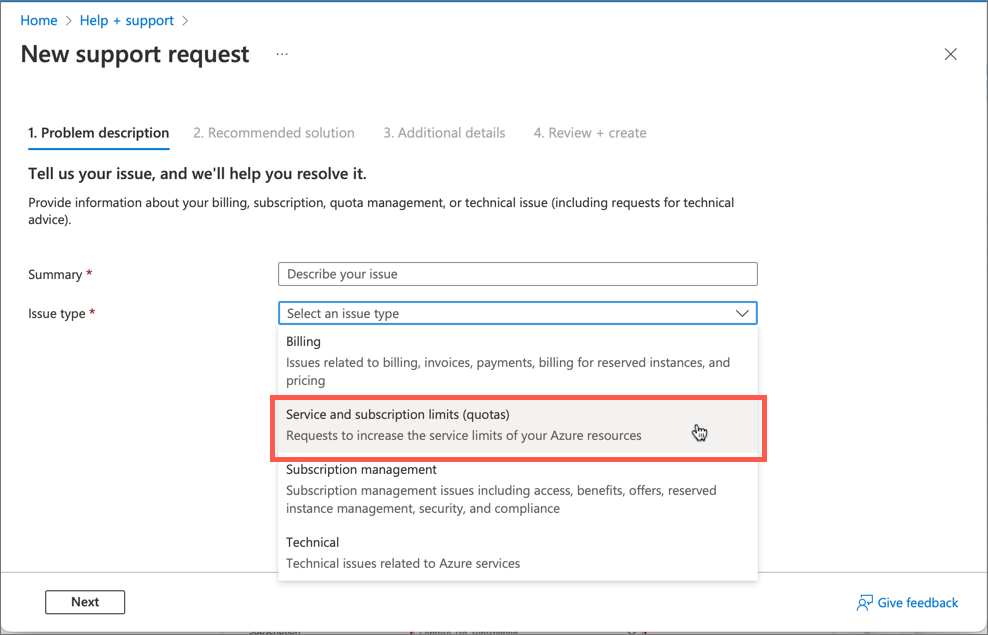 Home > Help + support >
New support request ...
1. Problem description 2. Recommended solution 3. Additional details 4. Review + create
Tell us your issue, and we'll help you resolve it.
Provide information about your billing, subscription, quota management, or technical issue (including requests for technical
advice).
Summary * Describe your issue
Issue type * Select an issue type
Billing
Issues related to billing, invoices, payments, billing for reserved instances, and
pricing
Service and subscription limits (quotas)
Requests to increase the service limits of your Azure resources
Subscription management
Subscription management issues including access, benefits, offers, reserved
instance management, security, and compliance
Technical
Technical issues related to Azure services
Next Give feedback